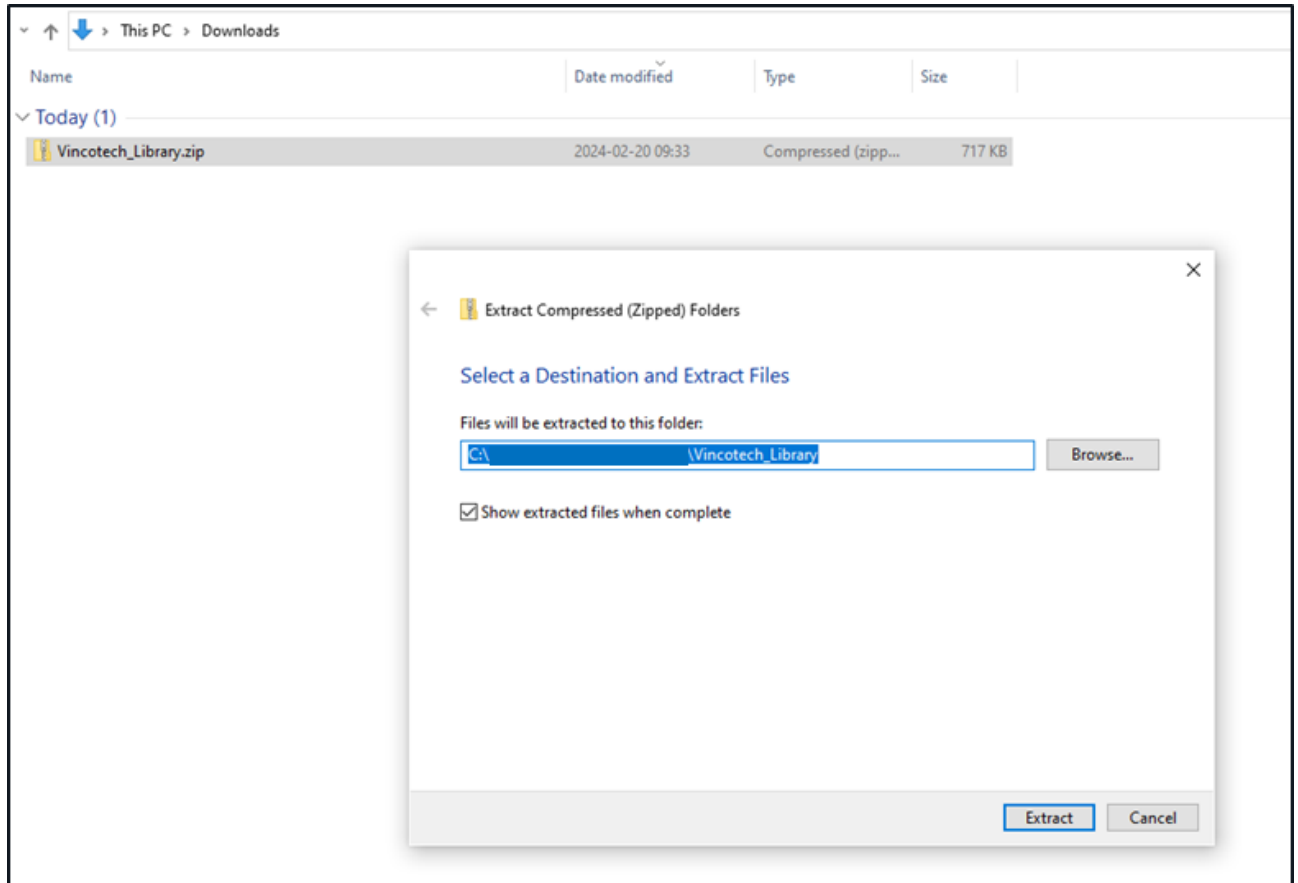 This PC > Downloads
Name Date modified Type Size
Today (1)
Vincotech_Library.zip 2024-02-20 09:33 Compressed (zipp... 717 KB
Extract Compressed (Zipped) Folders
Select a Destination and Extract Files
Files will be extracted to this folder:
C:\ \Vincotech_Library Browse...
Show extracted files when complete
Extract Cancel